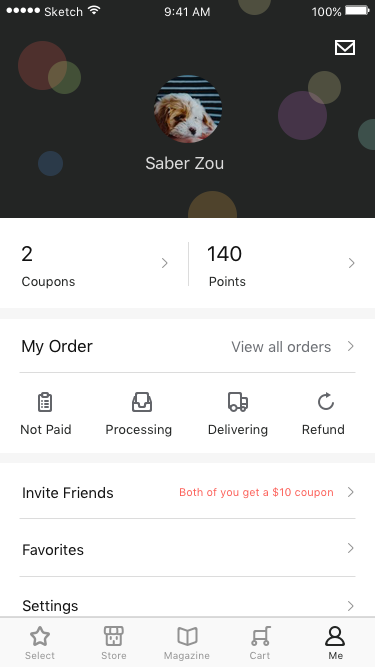 Sketch 9:41 AM 100%
Saber Zou
2 140
Coupons Points
My Order View all orders
Not Paid Processing Delivering Refund
Invite Friends Both of you get a $10 coupon
Favorites
Settings
Select Store Magazine Cart Me